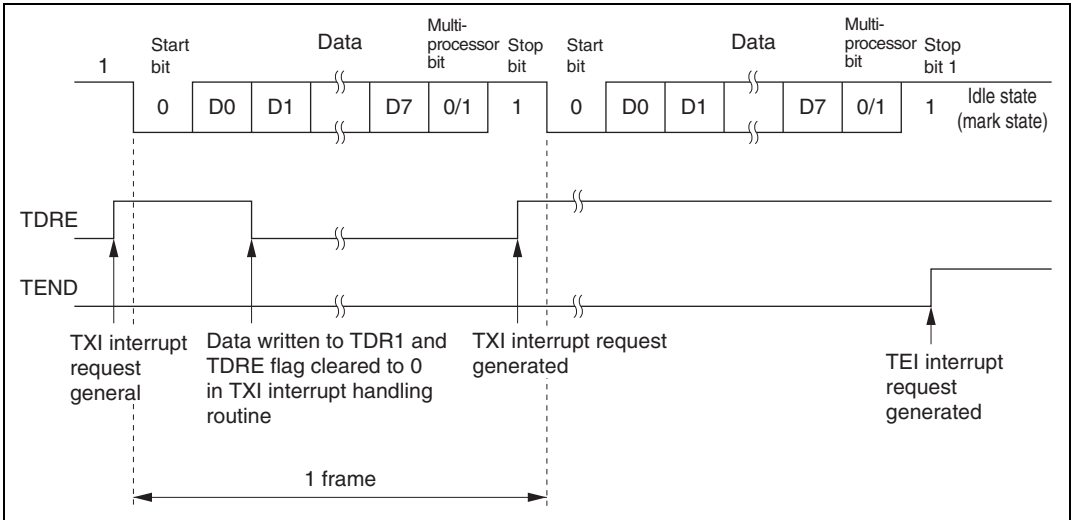 1
Start
bit
Data
Multi-
processor
bit
Stop
bit
Start
bit
Data
Multi-
processor
bit
Stop
bit
1
0
D0
D1
D7
0/1
1
0
D0
D1
D7
0/1
1
Idle state
(mark state)
TDRE
TEND
TXI interrupt
request
general
Data written to TDR1 and
TDRE flag cleared to 0
in TXI interrupt handling
routine
TXI interrupt request
generated
TEI interrupt
request
generated
1 frame